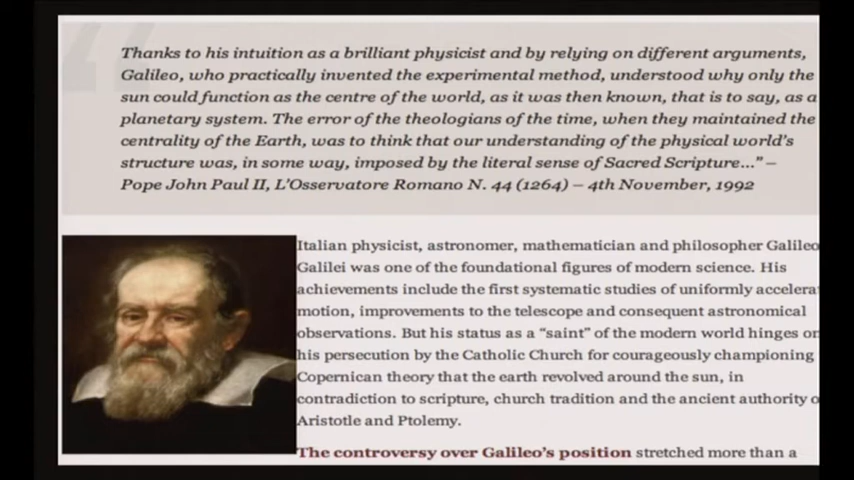 Thanks to his intuition as a brilliant physicist and by relying on different arguments,
Galileo, who practically invented the experimental method, understood why only the
sun could function as the centre of the world, as it was then known, that is to say, as a
planetary system. The error of the theologians of the time, when they maintained the
centrality of the Earth, was to think that our understanding of the physical world's
structure was, in some way, imposed by the literal sense of Sacred Scripture..." –
Pope John Paul II, L'Osservatore Romano N. 44 (1264) – 4th November, 1992
Italian physicist, astronomer, mathematician and philosopher Galileo
Galilei was one of the foundational figures of modern science. His
achievements include the first systematic studies of uniformly accelera
motion, improvements to the telescope and consequent astronomical
observations. But his status as a "saint" of the modern world hinges on
his persecution by the Catholic Church for courageously championing
Copernican theory that the earth revolved around the sun, in
contradiction to scripture, church tradition and the ancient authority o
Aristotle and Ptolemy.
The controversy over Galileo's position stretched more than a